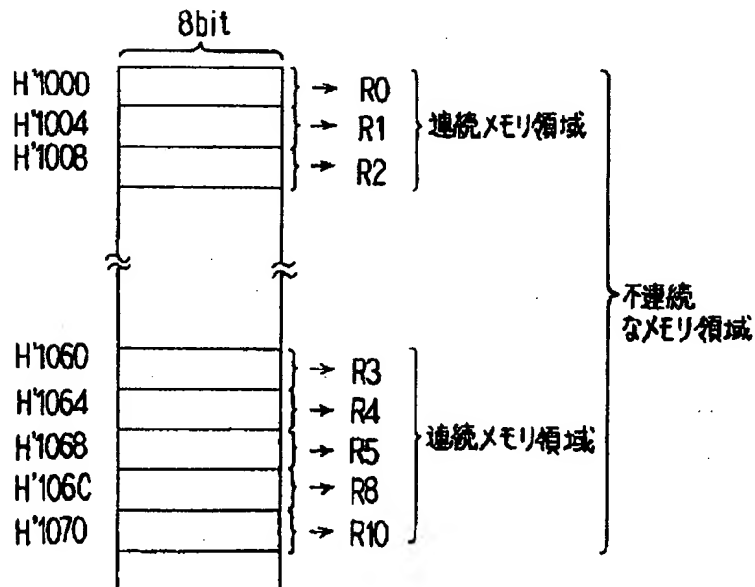 8bit
H'1000 → R0
H'1004 → R1 連続メモリ領域
H'1008 → R2
不連続
なメモリ領域
H'1060 → R3
H'1064 → R4
H'1068 → R5 連続メモリ領域
H'106C → R8
H'1070 → R10